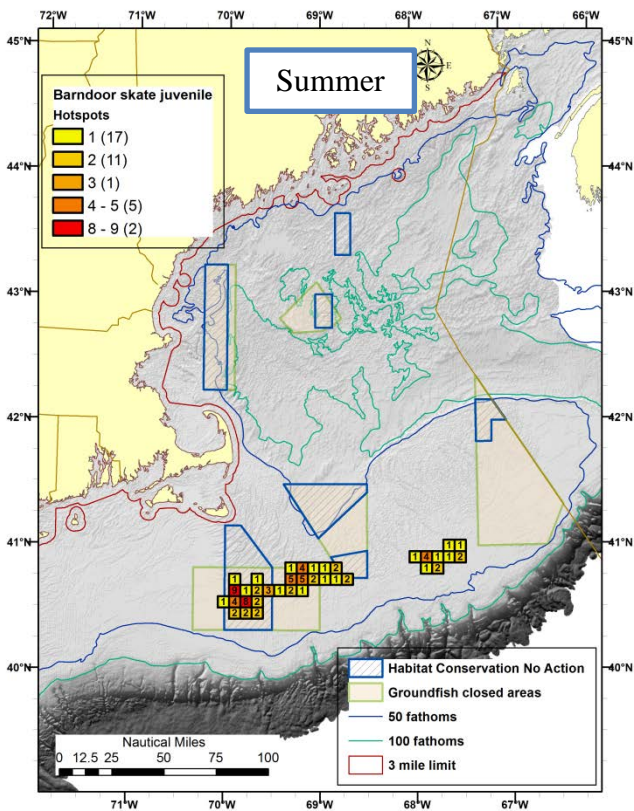 71°W 70°W 69°W 68°W 67°W 66°W
45°N 45°N
Summer
N
E
S
Barndoor skate juvenile
Hotspots
1 (17)
2 (11)
3 (1)
4 - 5 (5)
8 - 9 (2)
44°N 44°N
43°N 43°N
42°N 42°N
41°N 41°N
1 1
1 4 1 1 2
1 2
1 4 1 1 2
1 1 5 5 2 1 1 2
9 1 2 3 1 2 1
1 4 8 2
2 2 2
40°N 40°N
Habitat Conservation No Action
Groundfish closed areas
50 fathoms
100 fathoms
3 mile limit
Nautical Miles
0 12.5 25 50 75 100
71°W 70°W 69°W 68°W 67°W